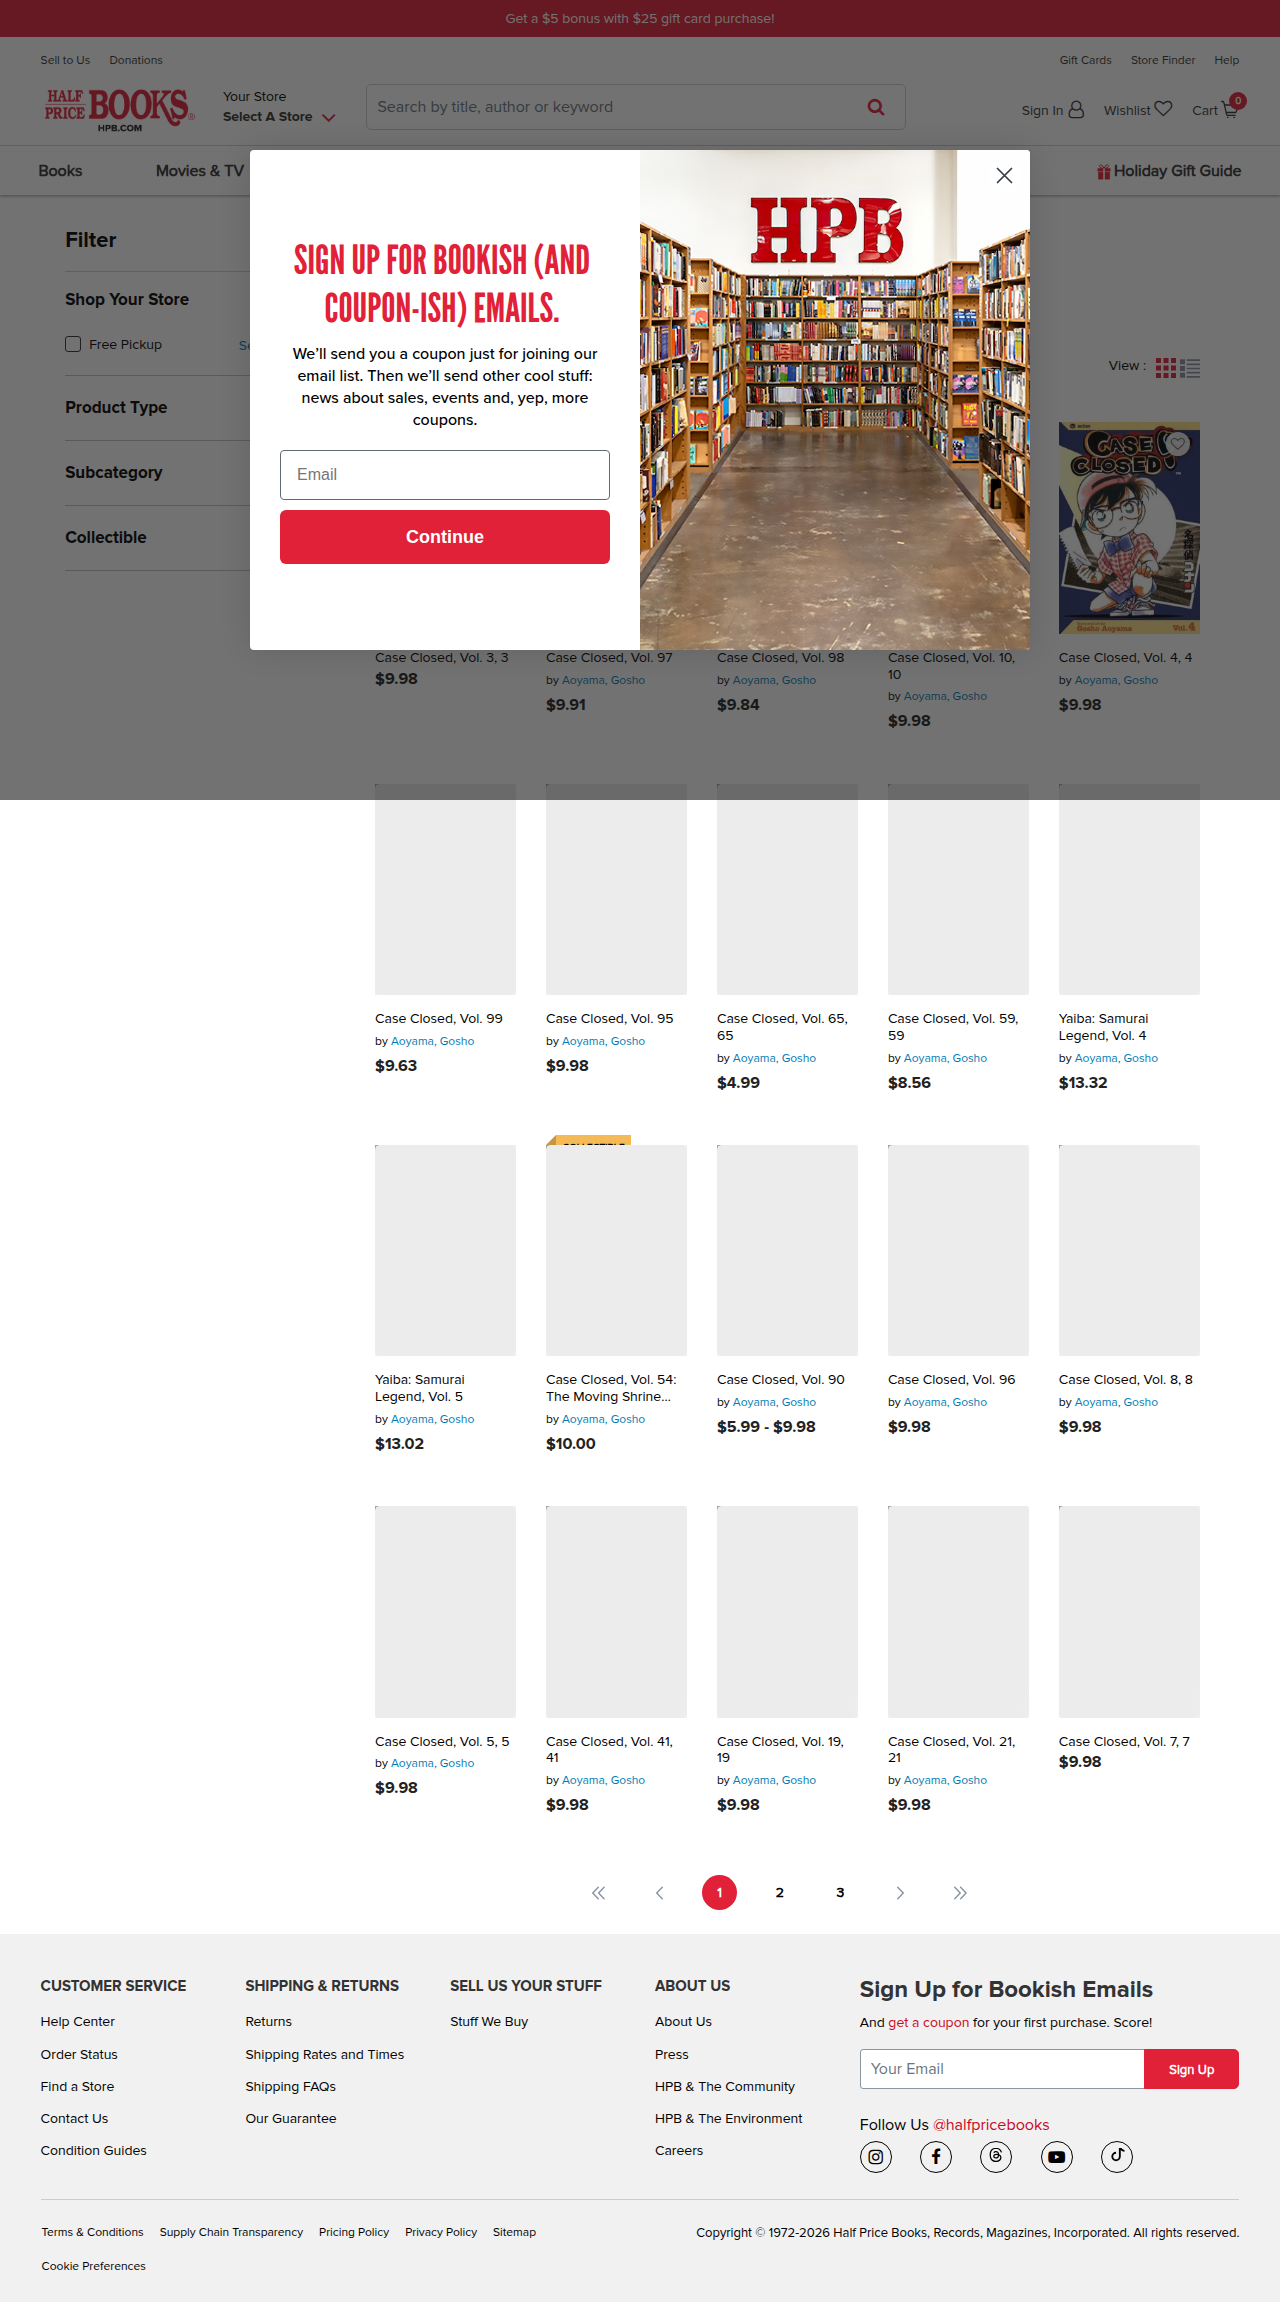 Get a $5 bonus with $25 gift card purchase!
Sell to Us Donations
Gift Cards Store Finder Help
HALF PRICE BOOKS®
HPB.COM
Your Store
Select A Store
Search by title, author or keyword
Sign In
Wishlist
Cart 0
Books
Movies & TV
Holiday Gift Guide
Filter
Shop Your Store
Free Pickup
Product Type
Subcategory
Collectible
SIGN UP FOR BOOKISH (AND
COUPON-ISH) EMAILS.
We'll send you a coupon just for joining our
email list. Then we'll send other cool stuff:
news about sales, events and, yep, more
coupons.
Email
Continue
HPB
View :
CASE CLOSED!
Gosho Aoyama
Vol. 4
Case Closed, Vol. 3, 3
$9.98
Case Closed, Vol. 97
by Aoyama, Gosho
$9.91
Case Closed, Vol. 98
by Aoyama, Gosho
$9.84
Case Closed, Vol. 10,
10
by Aoyama, Gosho
$9.98
Case Closed, Vol. 4, 4
by Aoyama, Gosho
$9.98
Case Closed, Vol. 99
by Aoyama, Gosho
$9.63
Case Closed, Vol. 95
by Aoyama, Gosho
$9.98
Case Closed, Vol. 65,
65
by Aoyama, Gosho
$4.99
Case Closed, Vol. 59,
59
by Aoyama, Gosho
$8.56
Yaiba: Samurai
Legend, Vol. 4
by Aoyama, Gosho
$13.32
Yaiba: Samurai
Legend, Vol. 5
by Aoyama, Gosho
$13.02
Case Closed, Vol. 54:
The Moving Shrine...
by Aoyama, Gosho
$10.00
Case Closed, Vol. 90
by Aoyama, Gosho
$5.99 - $9.98
Case Closed, Vol. 96
by Aoyama, Gosho
$9.98
Case Closed, Vol. 8, 8
by Aoyama, Gosho
$9.98
Case Closed, Vol. 5, 5
by Aoyama, Gosho
$9.98
Case Closed, Vol. 41,
41
by Aoyama, Gosho
$9.98
Case Closed, Vol. 19,
19
by Aoyama, Gosho
$9.98
Case Closed, Vol. 21,
21
by Aoyama, Gosho
$9.98
Case Closed, Vol. 7, 7
$9.98
1 2 3
CUSTOMER SERVICE
Help Center
Order Status
Find a Store
Contact Us
Condition Guides
SHIPPING & RETURNS
Returns
Shipping Rates and Times
Shipping FAQs
Our Guarantee
SELL US YOUR STUFF
Stuff We Buy
ABOUT US
About Us
Press
HPB & The Community
HPB & The Environment
Careers
Sign Up for Bookish Emails
And get a coupon for your first purchase. Score!
Your Email
Sign Up
Follow Us @halfpricebooks
Terms & Conditions Supply Chain Transparency Pricing Policy Privacy Policy Sitemap
Cookie Preferences
Copyright © 1972-2026 Half Price Books, Records, Magazines, Incorporated. All rights reserved.